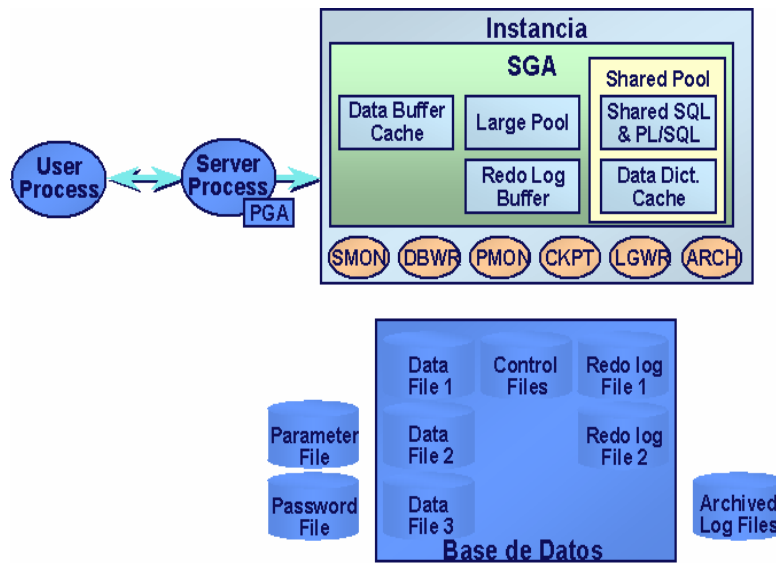 Instancia
SGA
Shared Pool
Data Buffer
Cache
Large Pool
Shared SQL
& PL/SQL
Redo Log
Buffer
Data Dict.
Cache
User
Process
Server
Process
PGA
SMON
DBWR
PMON
CKPT
LGWR
ARCH
Data
File 1
Control
Files
Redo log
File 1
Parameter
File
Data
File 2
Redo log
File 2
Password
File
Data
File 3
Archived
Log Files
Base de Datos